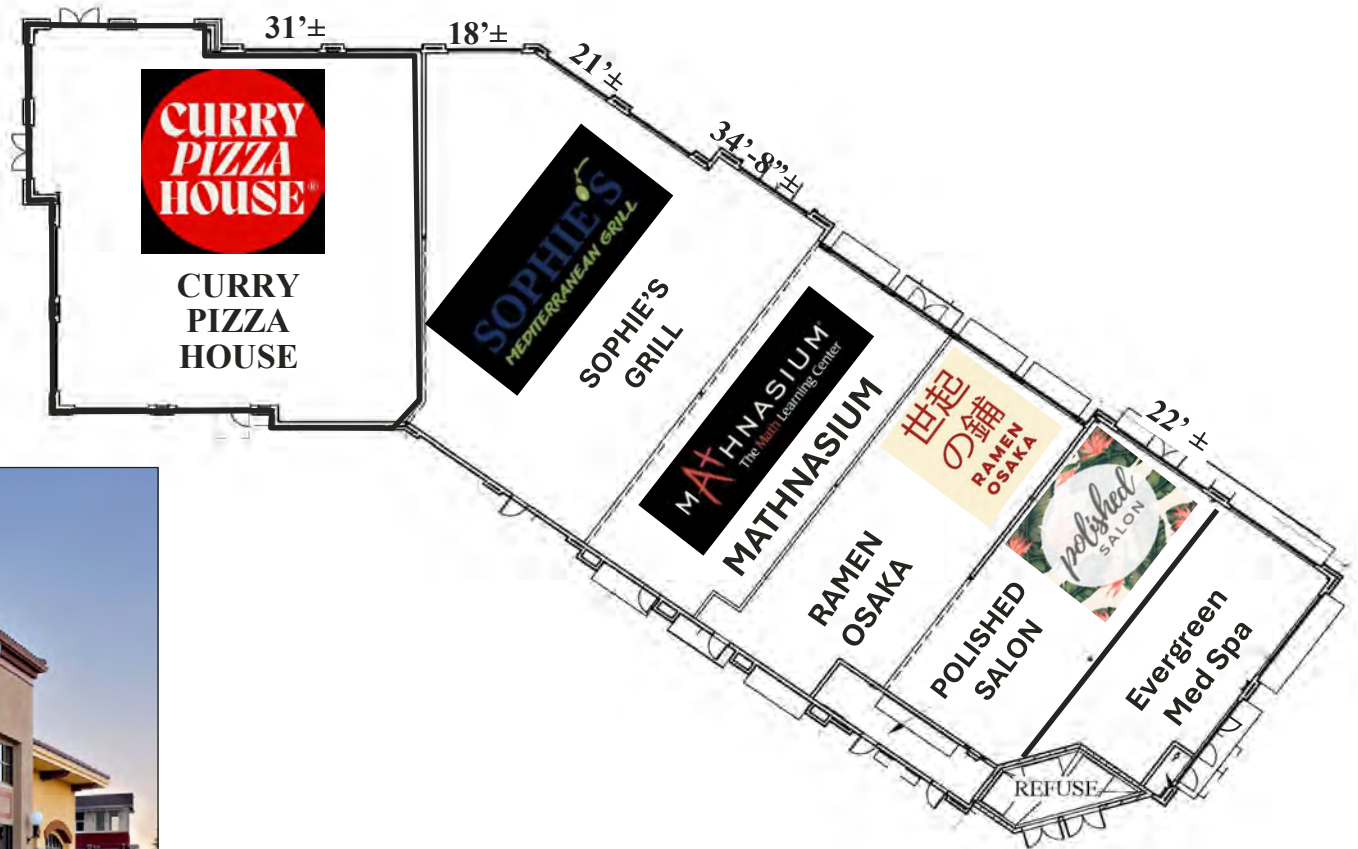 31’±
18’±
21’±
34’-8”±
22’ ±
CURRY
PIZZA
HOUSE®
CURRY
PIZZA
HOUSE
SOPHIE'S
MEDITERRANEAN GRILL
SOPHIE’S
GRILL
MATHNASIUM®
The Math Learning Center
MATHNASIUM
世起
の鋪
RAMEN
OSAKA
RAMEN
OSAKA
polished
SALON
POLISHED
SALON
Evergreen
Med Spa
REFUSE